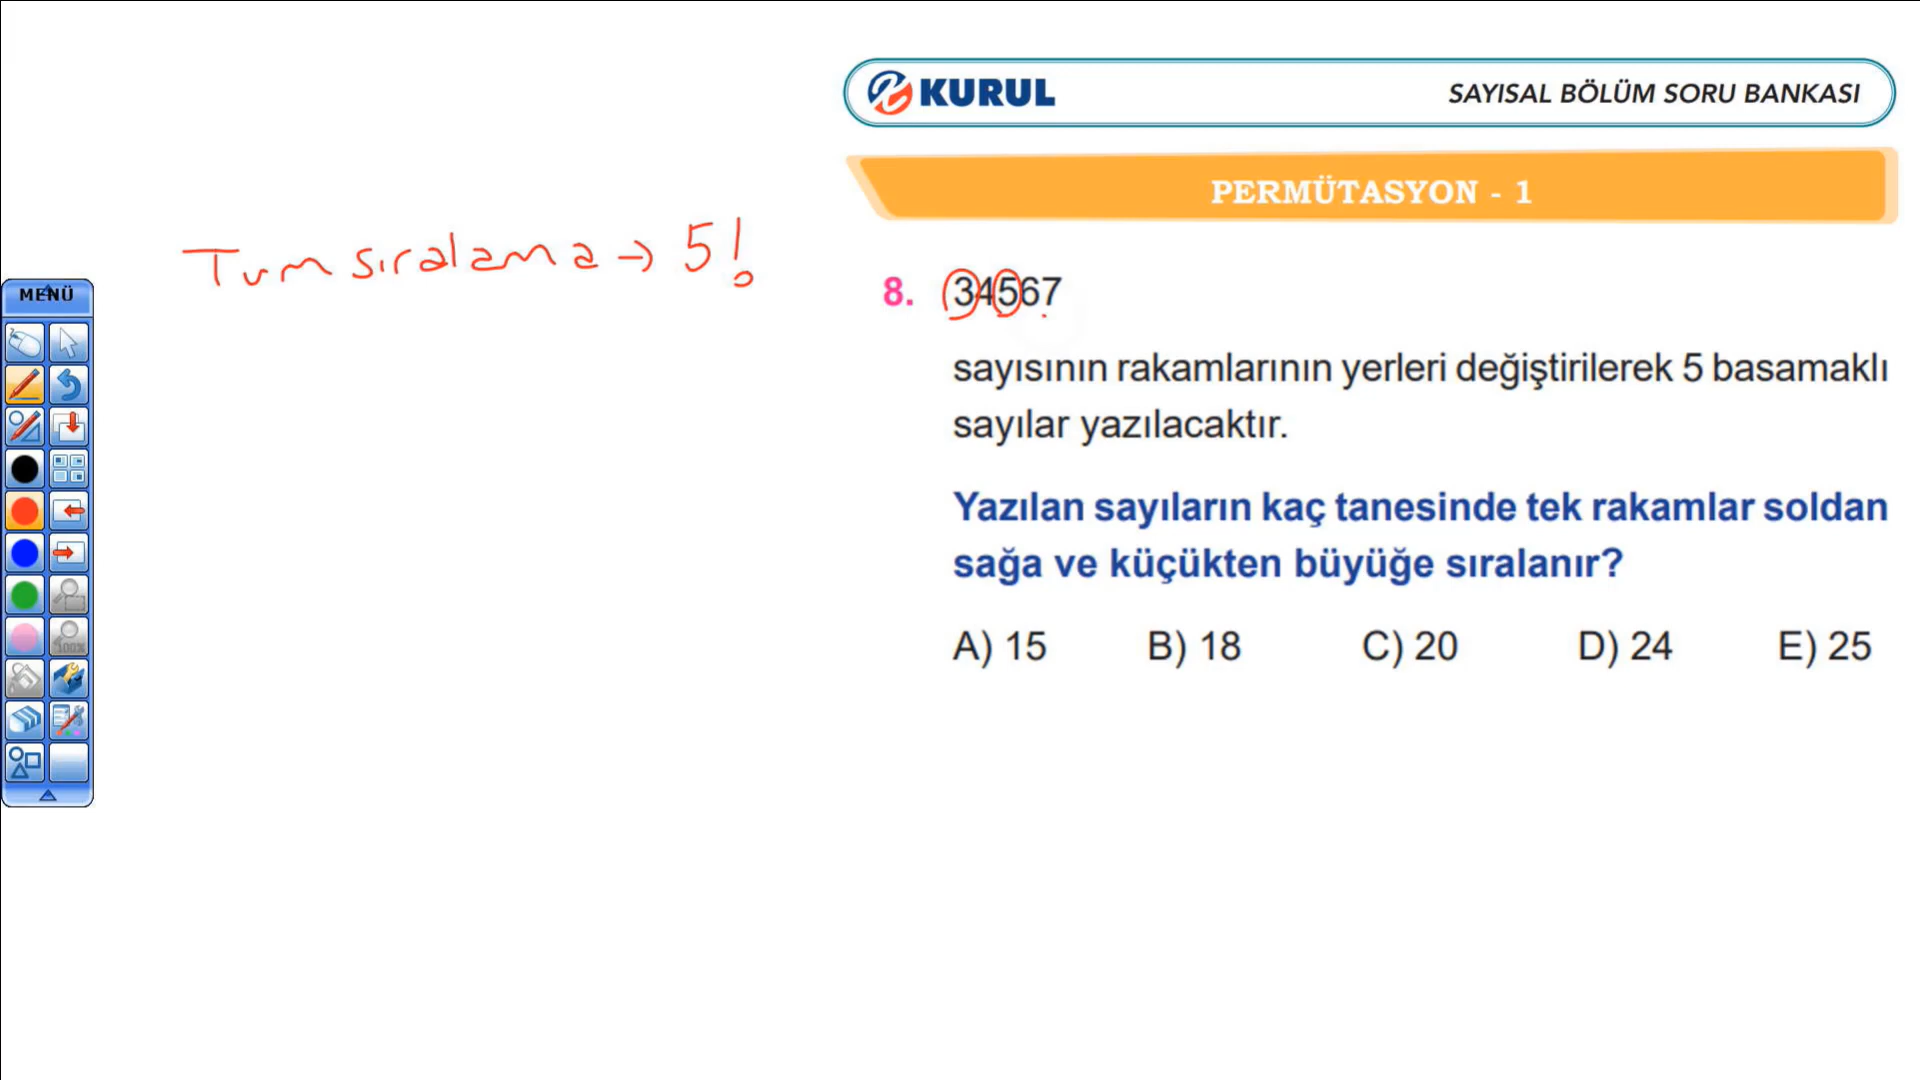 KURUL
SAYISAL BÖLÜM SORU BANKASI
PERMÜTASYON - 1
Tum sıralama → 5!
MENÜ
8. 34567
sayısının rakamlarının yerleri değiştirilerek 5 basamaklı
sayılar yazılacaktır.
Yazılan sayıların kaç tanesinde tek rakamlar soldan
sağa ve küçükten büyüğe sıralanır?
A) 15 B) 18 C) 20 D) 24 E) 25
100%